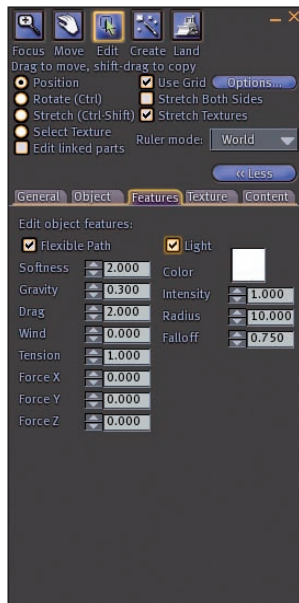 Focus Move Edit Create Land
Drag to move, shift-drag to copy
Position Use Grid Options...
Rotate (Ctrl) Stretch Both Sides
Stretch (Ctrl-Shift) Stretch Textures
Select Texture
Edit linked parts Ruler mode: World
<< Less
General Object Features Texture Content
Edit object features:
Flexible Path Light
Softness 2.000 Color
Gravity 0.300 Intensity 1.000
Drag 2.000 Radius 10.000
Wind 0.000 Falloff 0.750
Tension 1.000
Force X 0.000
Force Y 0.000
Force Z 0.000